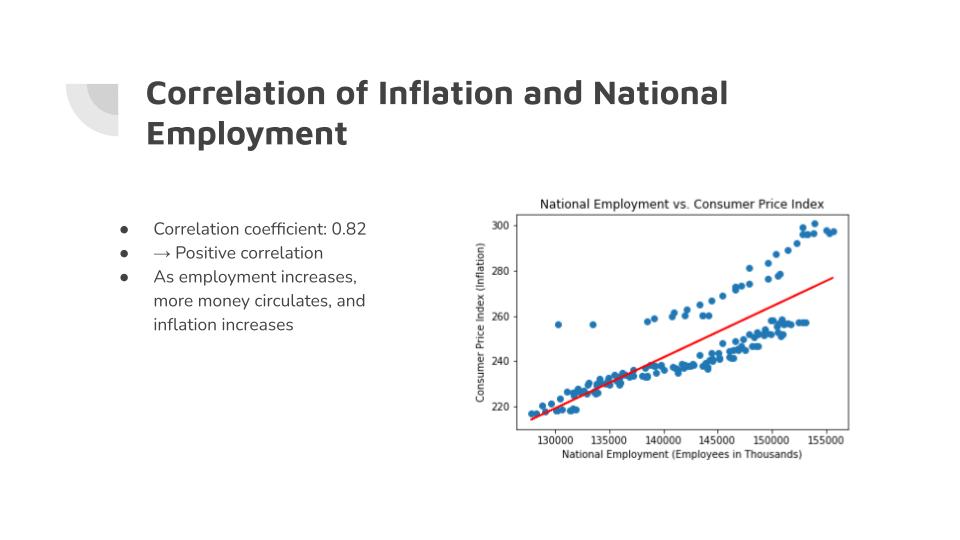 Correlation of Inflation and National
Employment
● Correlation coefficient: 0.82
● → Positive correlation
● As employment increases,
more money circulates, and
inflation increases
National Employment vs. Consumer Price Index
Consumer Price Index (Inflation)
300
280
260
240
220
130000 135000 140000 145000 150000 155000
National Employment (Employees in Thousands)